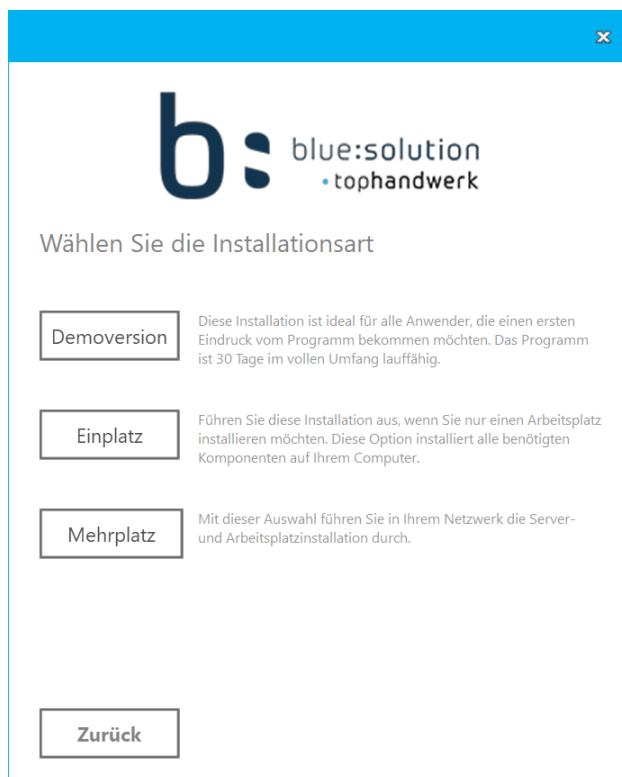 b:
blue:solution
•tophandwerk
Wählen Sie die Installationsart
Demoversion
Diese Installation ist ideal für alle Anwender, die einen ersten
Eindruck vom Programm bekommen möchten. Das Programm
ist 30 Tage im vollen Umfang lauffähig.
Einplatz
Führen Sie diese Installation aus, wenn Sie nur einen Arbeitsplatz
installieren möchten. Diese Option installiert alle benötigten
Komponenten auf Ihrem Computer.
Mehrplatz
Mit dieser Auswahl führen Sie in Ihrem Netzwerk die Server-
und Arbeitsplatzinstallation durch.
Zurück